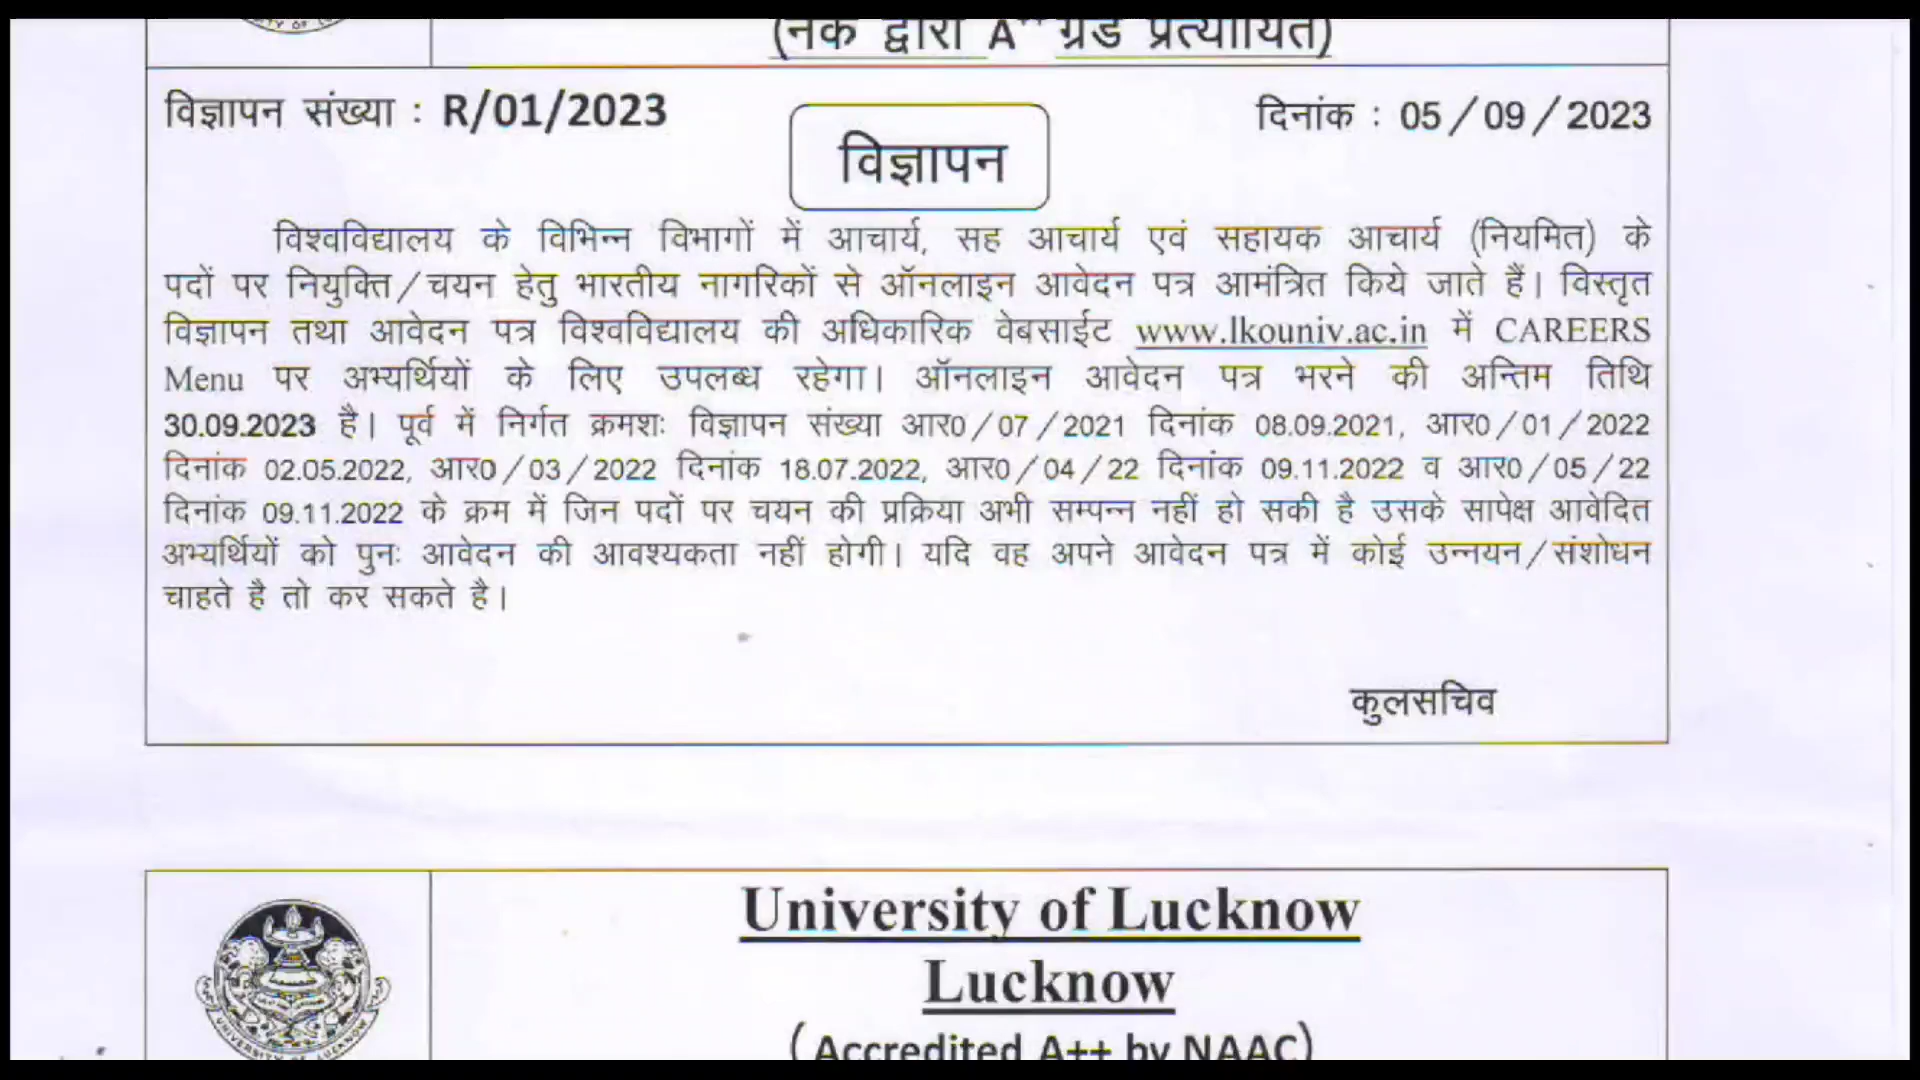 (नैक द्वारा A++ ग्रेड प्रत्यायित)
विज्ञापन संख्या : R/01/2023
दिनांक : 05/09/2023
विज्ञापन
विश्वविद्यालय के विभिन्न विभागों में आचार्य, सह आचार्य एवं सहायक आचार्य (नियमित) के
पदों पर नियुक्ति/चयन हेतु भारतीय नागरिकों से ऑनलाइन आवेदन पत्र आमंत्रित किये जाते हैं। विस्तृत
विज्ञापन तथा आवेदन पत्र विश्वविद्यालय की अधिकारिक वेबसाईट www.lkouniv.ac.in में CAREERS
Menu पर अभ्यर्थियों के लिए उपलब्ध रहेगा। ऑनलाइन आवेदन पत्र भरने की अन्तिम तिथि
30.09.2023 है। पूर्व में निर्गत क्रमशः विज्ञापन संख्या आर0/07/2021 दिनांक 08.09.2021, आर0/01/2022
दिनांक 02.05.2022, आर0/03/2022 दिनांक 18.07.2022, आर0/04/22 दिनांक 09.11.2022 व आर0/05/22
दिनांक 09.11.2022 के क्रम में जिन पदों पर चयन की प्रक्रिया अभी सम्पन्न नहीं हो सकी है उसके सापेक्ष आवेदित
अभ्यर्थियों को पुनः आवेदन की आवश्यकता नहीं होगी। यदि वह अपने आवेदन पत्र में कोई उन्नयन/संशोधन
चाहते है तो कर सकते है।
कुलसचिव
University of Lucknow
Lucknow
(Accredited A++ by NAAC)
UNIVERSITY OF LUCKNOW